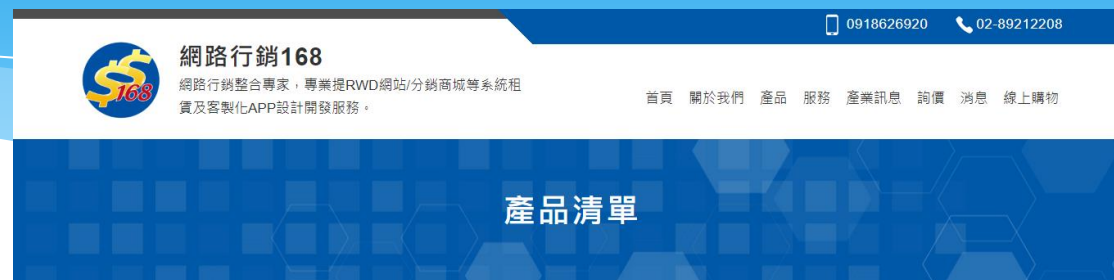 0918626920 02-89212208
網路行銷168
網路行銷整合專家，專業提RWD網站/分銷商城等系統租
賃及客製化APP設計開發服務。
$168
首頁 關於我們 產品 服務 產業訊息 詢價 消息 線上購物
產品清單